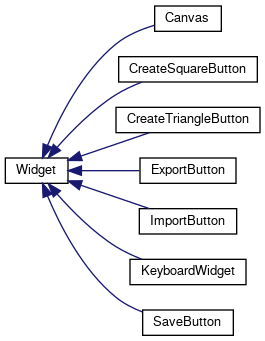 Canvas
CreateSquareButton
CreateTriangleButton
Widget
ExportButton
ImportButton
KeyboardWidget
SaveButton